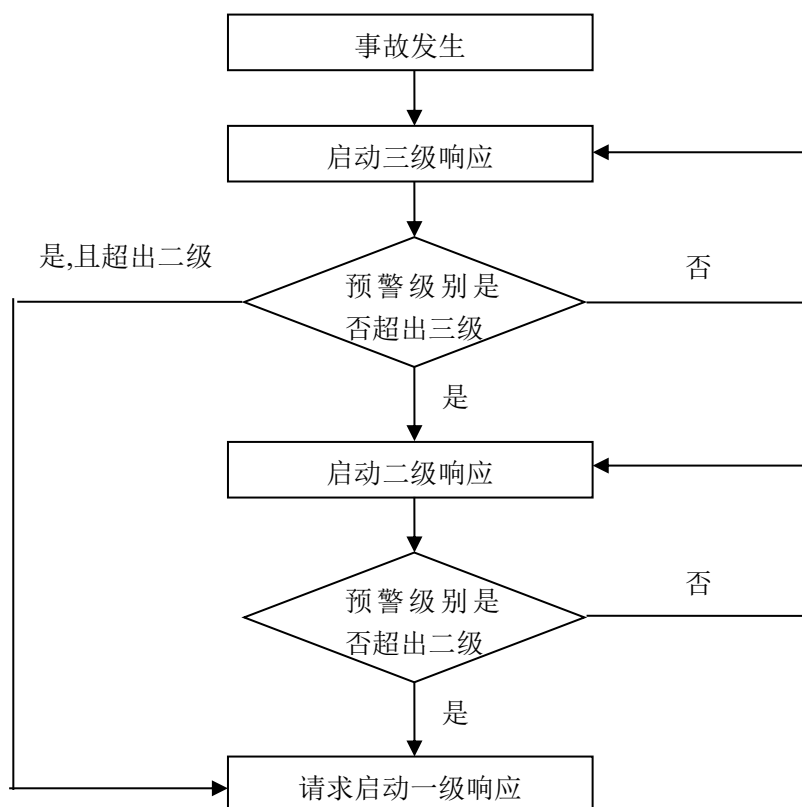 事故发生
启动三级响应
是,且超出二级
预警级别是
否超出三级
否
是
启动二级响应
预警级别是
否超出二级
否
是
请求启动一级响应